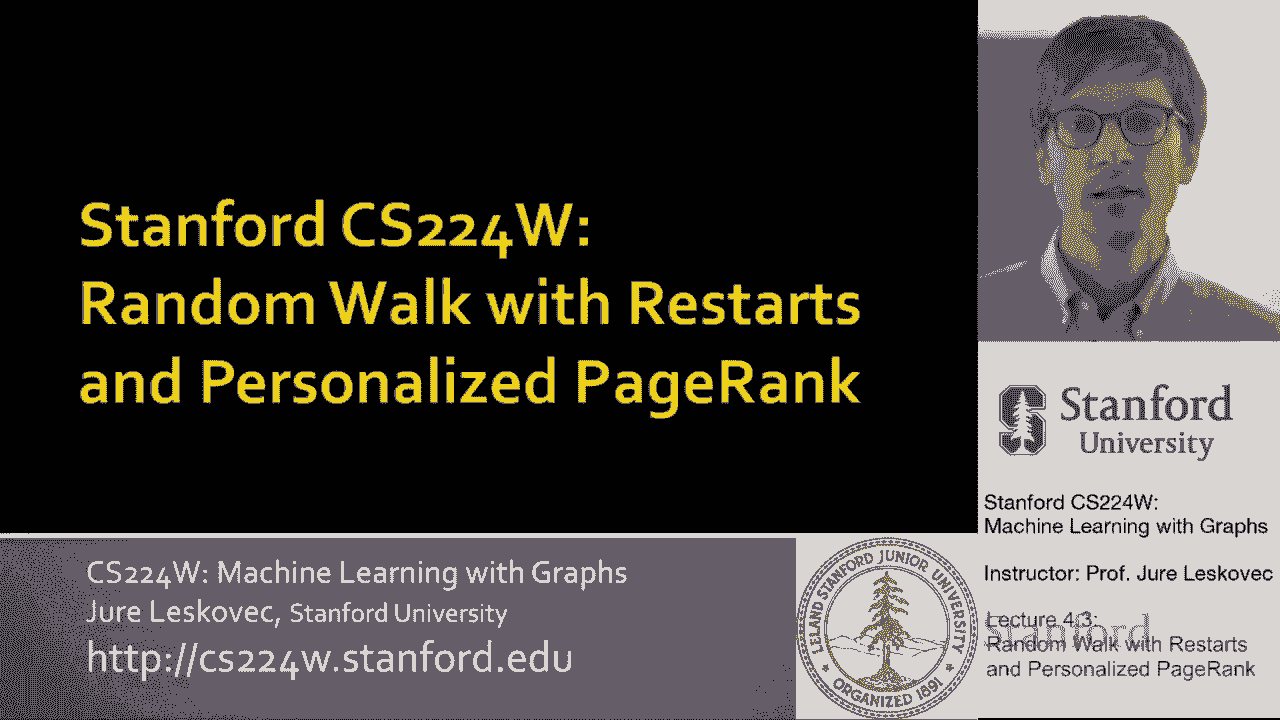 Stanford CS224W:
Random Walk with Restarts
and Personalized PageRank
CS224W: Machine Learning with Graphs
Jure Leskovec, Stanford University
http://cs224w.stanford.edu
LELAND STANFORD JUNIOR UNIVERSITY
ORGANIZED 1891
Stanford
University
Stanford CS224W:
Machine Learning with Graphs
Instructor: Prof. Jure Leskovec
Lecture 4.3:
Stanford
Random Walk with Restarts
and Personalized PageRank